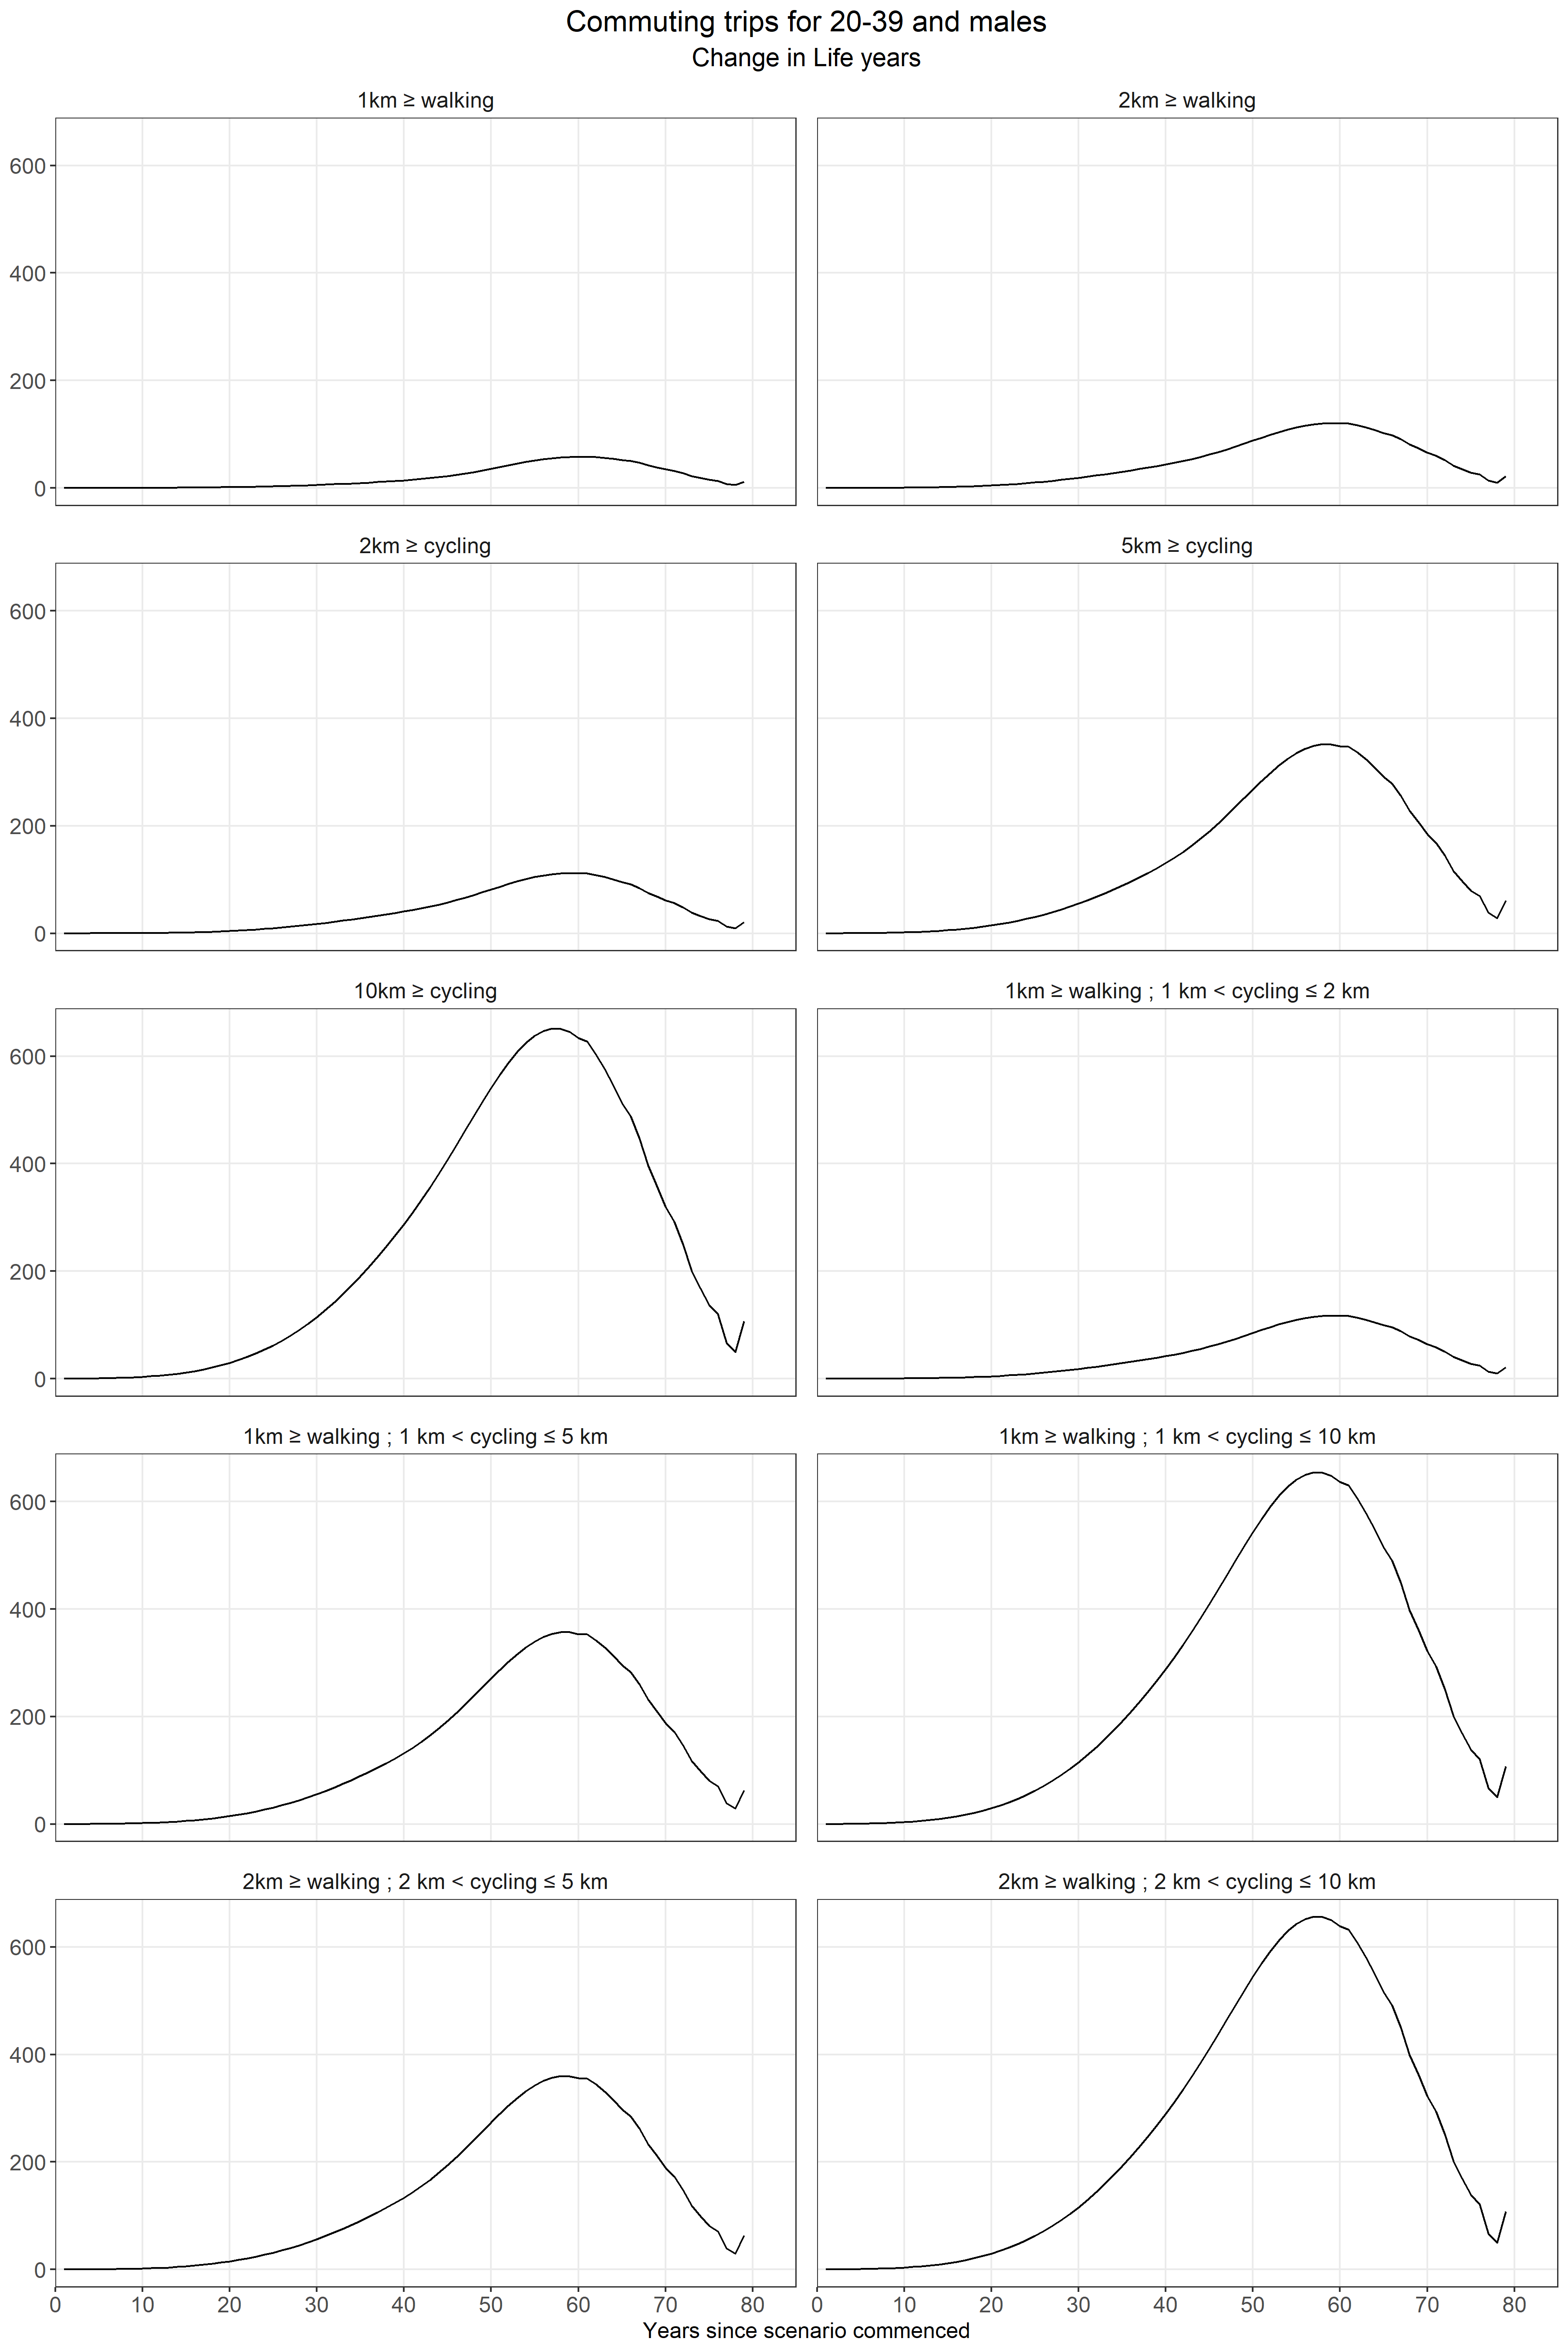 Commuting trips for 20-39 and males
Change in Life years
1km ≥ walking
2km ≥ walking
600
400
200
0
2km ≥ cycling
5km ≥ cycling
600
400
200
0
10km ≥ cycling
1km ≥ walking ; 1 km < cycling ≤ 2 km
600
400
200
0
1km ≥ walking ; 1 km < cycling ≤ 5 km
1km ≥ walking ; 1 km < cycling ≤ 10 km
600
400
200
0
2km ≥ walking ; 2 km < cycling ≤ 5 km
2km ≥ walking ; 2 km < cycling ≤ 10 km
600
400
200
0
0 10 20 30 40 50 60 70 80
0 10 20 30 40 50 60 70 80
Years since scenario commenced